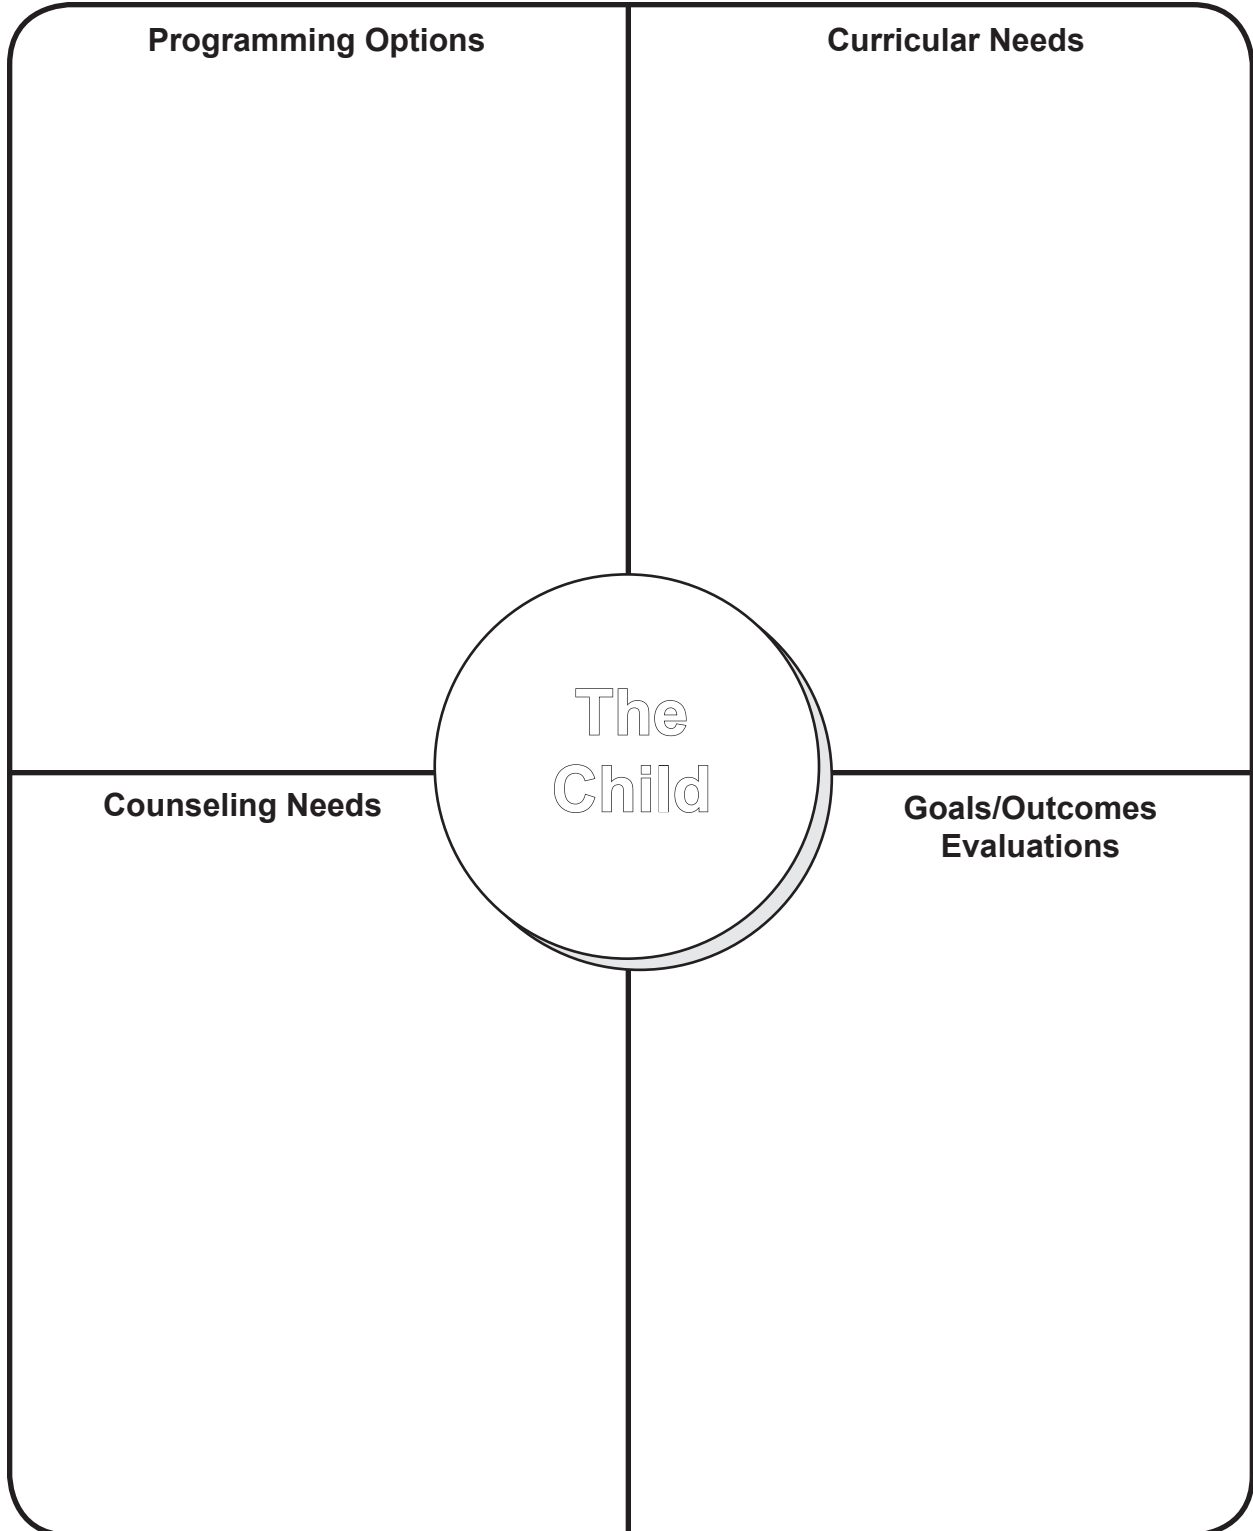 Programming Options
Curricular Needs
The
Child
Counseling Needs
Goals/Outcomes
Evaluations